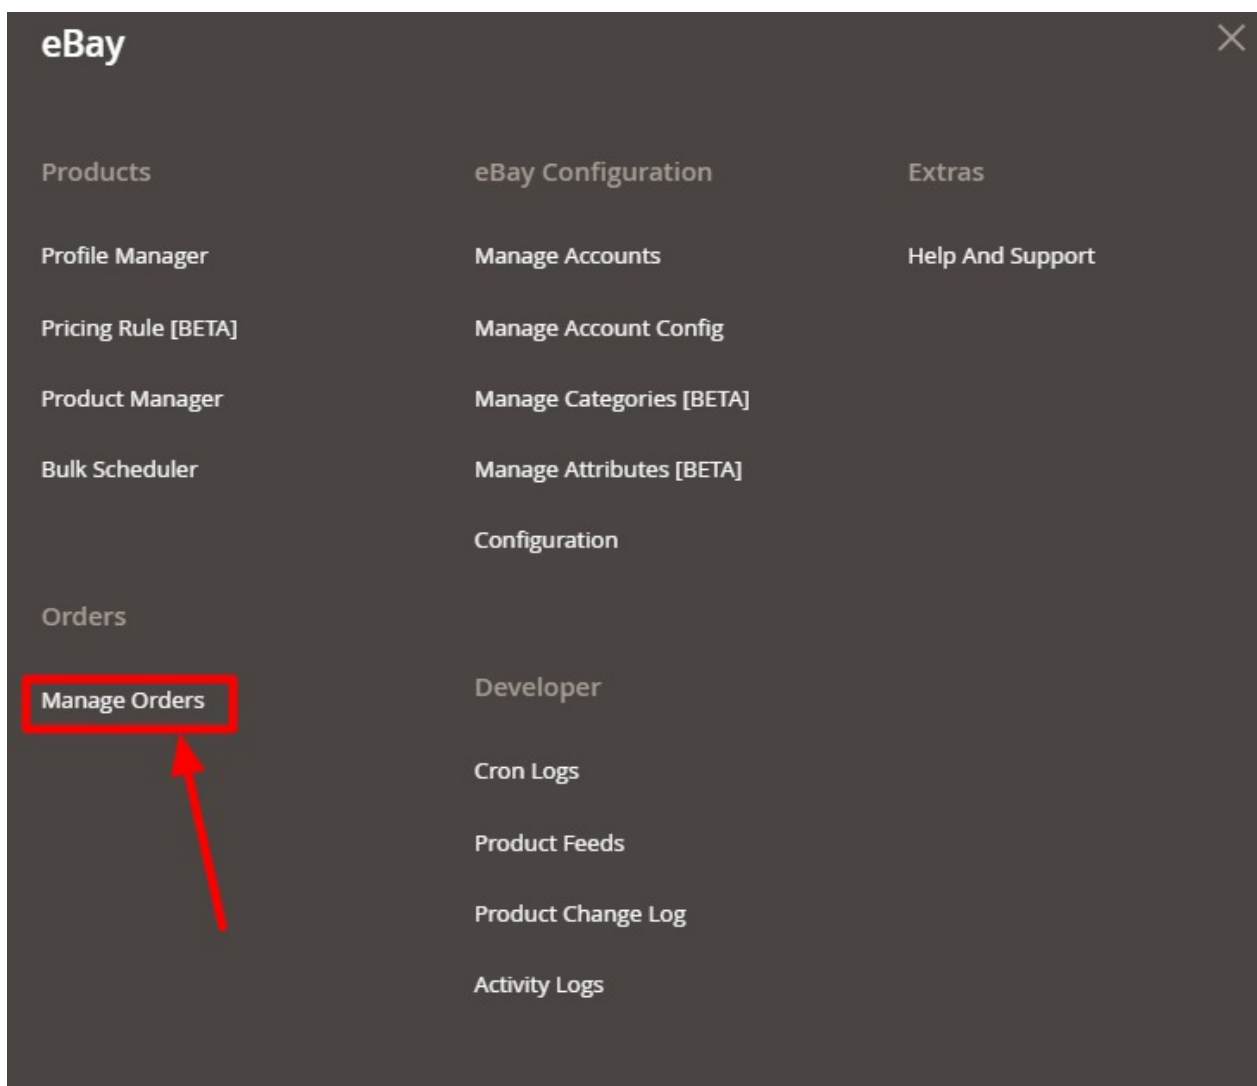 eBay
Products
Profile Manager
Pricing Rule [BETA]
Product Manager
Bulk Scheduler
Orders
Manage Orders
eBay Configuration
Manage Accounts
Manage Account Config
Manage Categories [BETA]
Manage Attributes [BETA]
Configuration
Developer
Cron Logs
Product Feeds
Product Change Log
Activity Logs
Extras
Help And Support